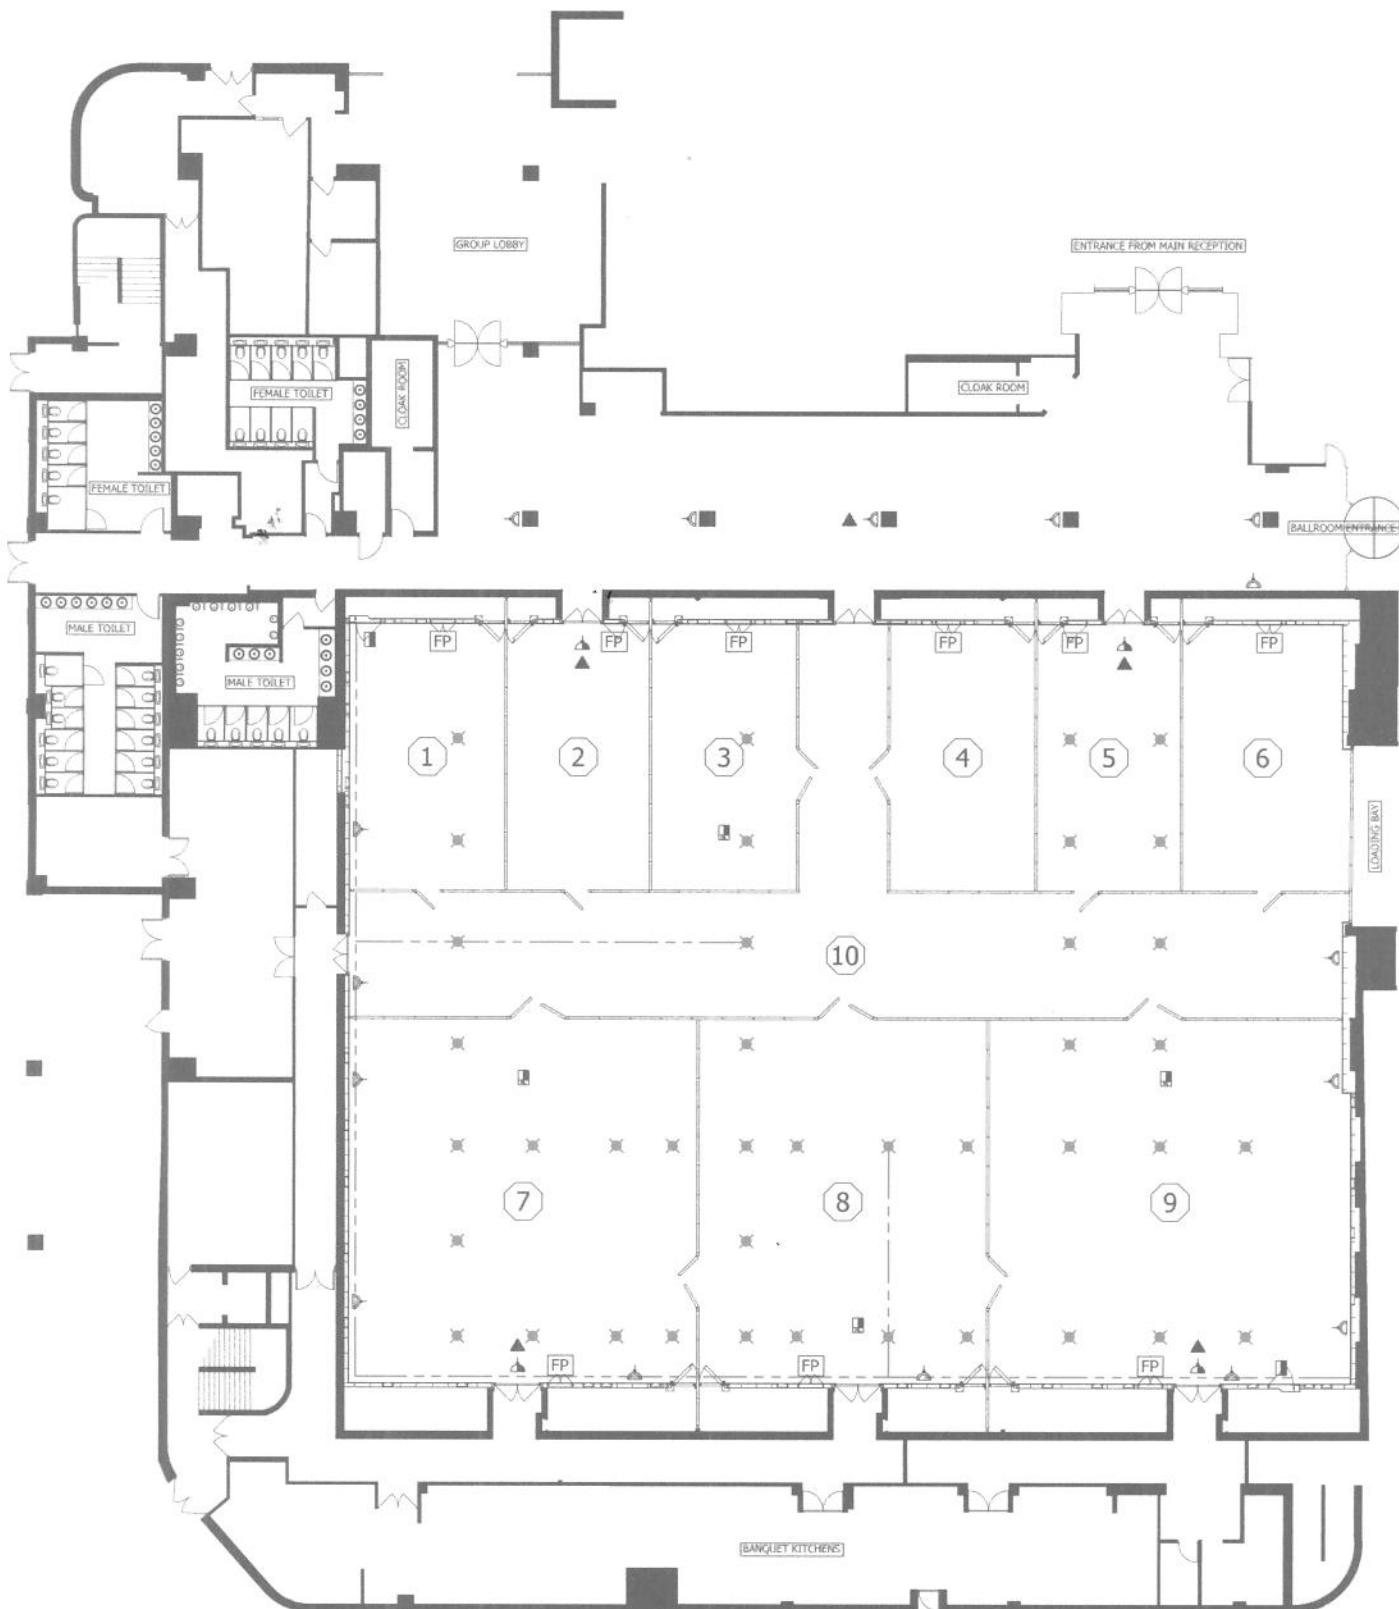 GROUP LOBBY
ENTRANCE FROM MAIN RECEPTION
CLOAK ROOM
CLOAK ROOM
FEMALE TOILET
FEMALE TOILET
BALLROOM ENTRANCE
MALE TOILET
MALE TOILET
FP
FP
FP
FP
FP
FP
1
2
3
4
5
6
LOADING BAY
10
7
8
9
FP
FP
FP
BANQUET KITCHENS